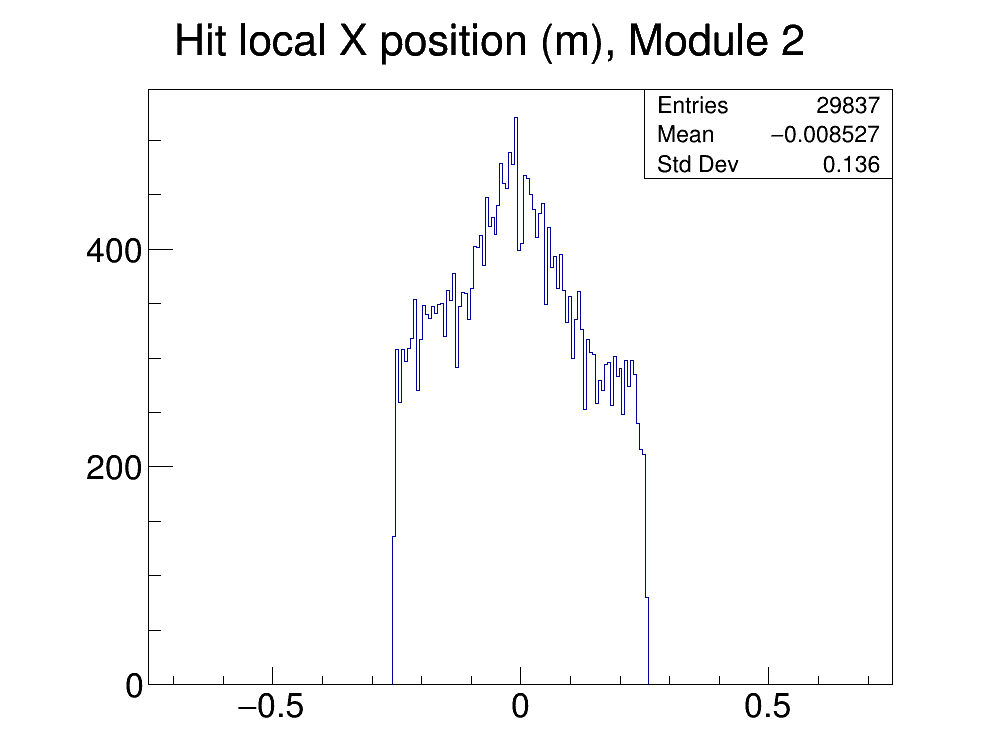 Hit local X position (m), Module 2
Entries 29837
Mean −0.008527
Std Dev 0.136
400
200
0
−0.5 0 0.5